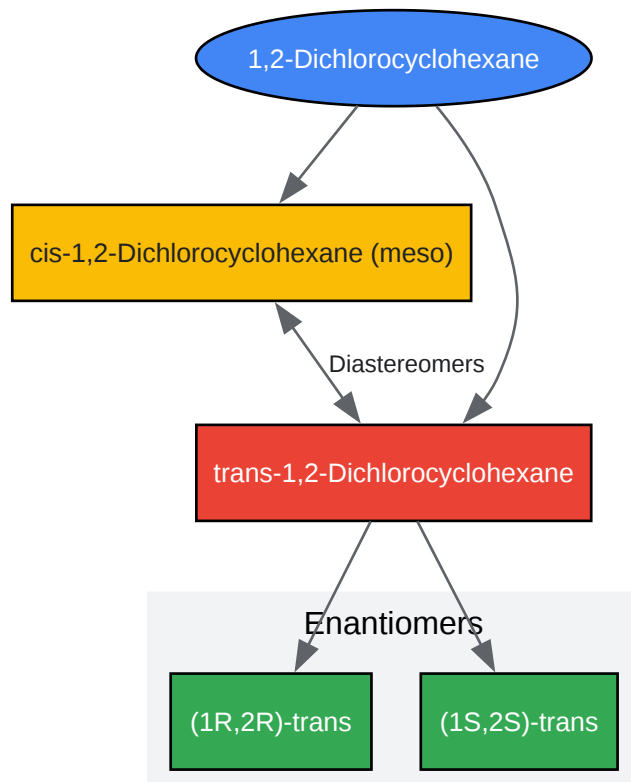 1,2-Dichlorocyclohexane
cis-1,2-Dichlorocyclohexane (meso)
Diastereomers
trans-1,2-Dichlorocyclohexane
Enantiomers
(1R,2R)-trans
(1S,2S)-trans